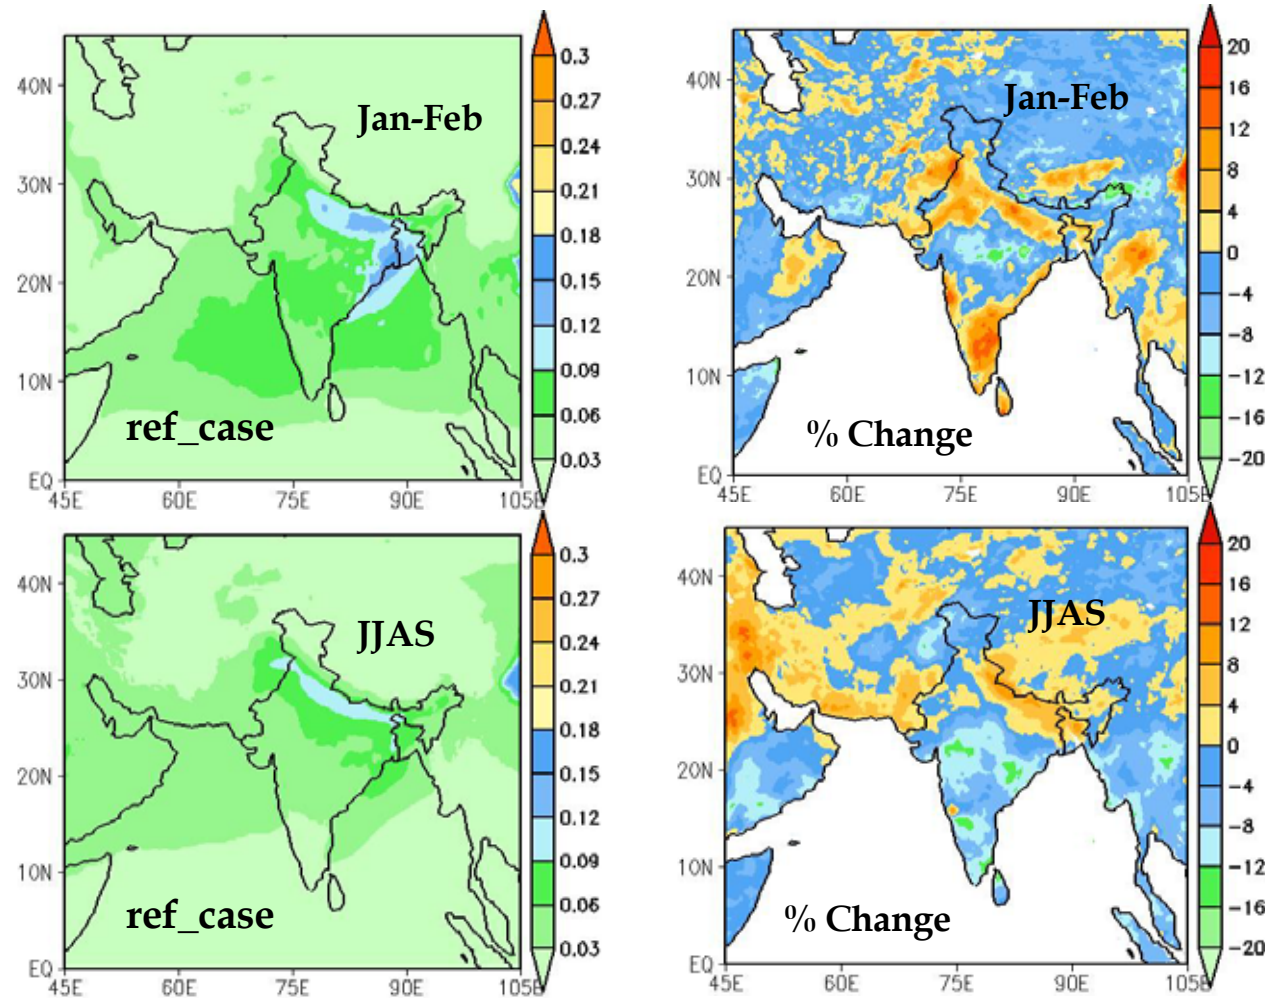 Jan-Feb
ref_case
40N
30N
20N
10N
EQ
45E 60E 75E 90E 105E
0.3
0.27
0.24
0.21
0.18
0.15
0.12
0.09
0.06
0.03
Jan-Feb
% Change
40N
30N
20N
10N
EQ
45E 60E 75E 90E 105E
20
16
12
8
4
0
-4
-8
-12
-16
-20
JJAS
ref_case
40N
30N
20N
10N
EQ
45E 60E 75E 90E 105E
0.3
0.27
0.24
0.21
0.18
0.15
0.12
0.09
0.06
0.03
JJAS
% Change
40N
30N
20N
10N
EQ
45E 60E 75E 90E 105E
20
16
12
8
4
0
-4
-8
-12
-16
-20